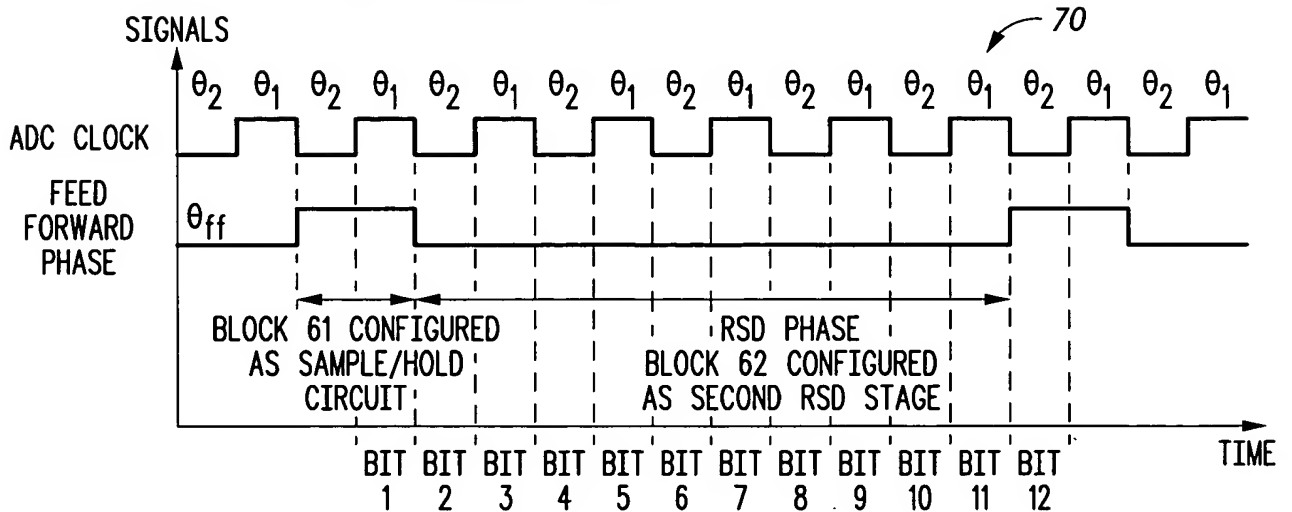 SIGNALS
70
θ2 θ1 θ2 θ1 θ2 θ1 θ2 θ1 θ2 θ1 θ2 θ1 θ2 θ1 θ2 θ1 θ2 θ1
ADC CLOCK
FEED
FORWARD
PHASE
θff
BLOCK 61 CONFIGURED
AS SAMPLE/HOLD
CIRCUIT
RSD PHASE
BLOCK 62 CONFIGURED
AS SECOND RSD STAGE
TIME
BIT BIT BIT BIT BIT BIT BIT BIT BIT BIT BIT BIT
1 2 3 4 5 6 7 8 9 10 11 12